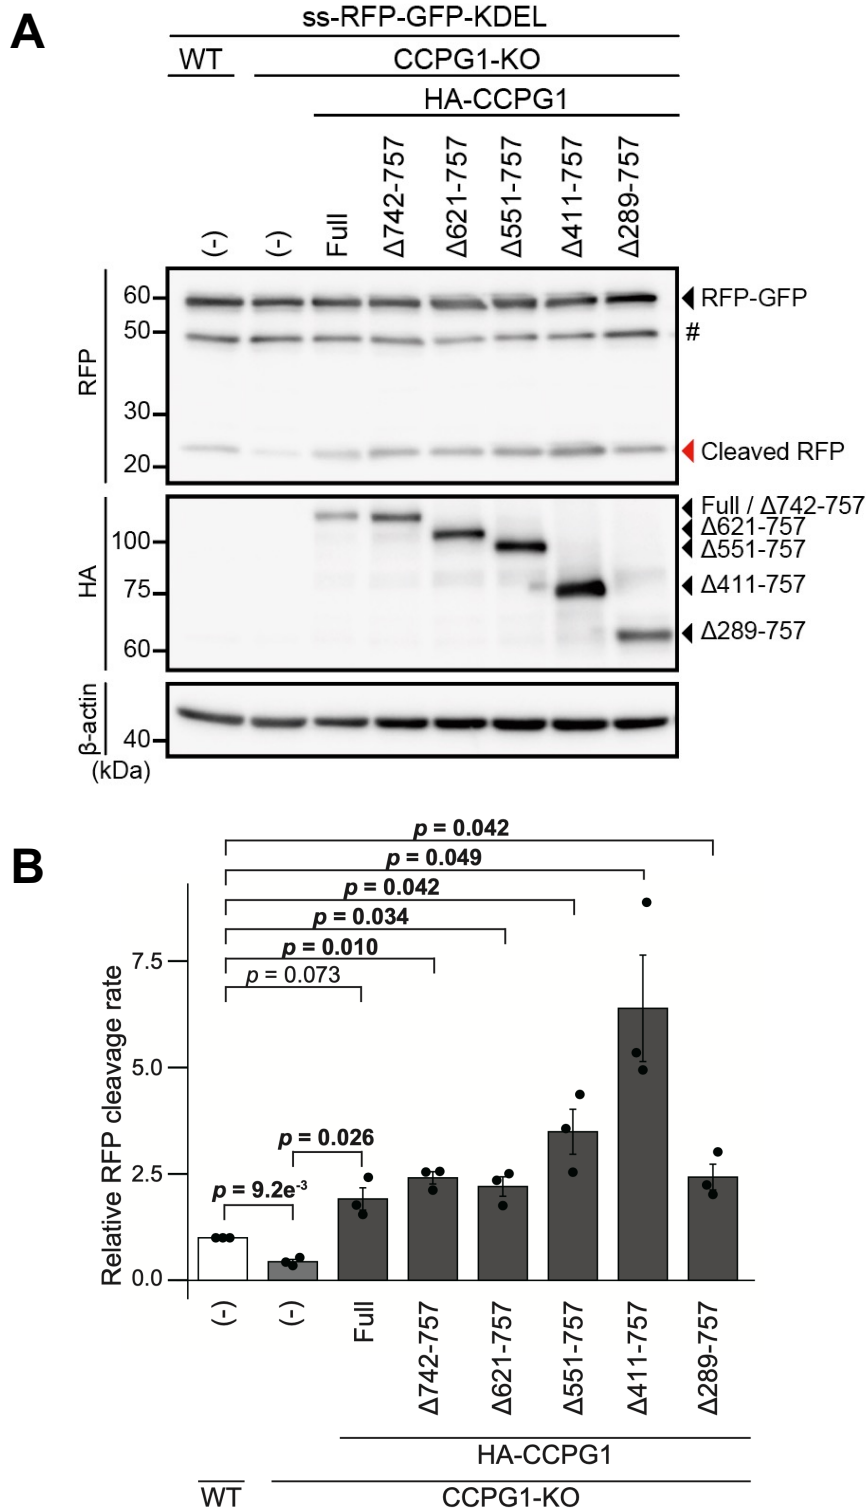 A
ss-RFP-GFP-KDEL
WT
CCPG1-KO
HA-CCPG1
(-)
(-)
Full
Δ742-757
Δ621-757
Δ551-757
Δ411-757
Δ289-757
RFP
60
50
30
20
RFP-GFP
#
Cleaved RFP
HA
100
75
60
Full / Δ742-757
Δ621-757
Δ551-757
Δ411-757
Δ289-757
β-actin
40
(kDa)
B
p = 0.042
p = 0.049
p = 0.042
p = 0.034
p = 0.010
p = 0.073
p = 0.026
p = 9.2e-3
Relative RFP cleavage rate
7.5
5.0
2.5
0.0
(-)
(-)
Full
Δ742-757
Δ621-757
Δ551-757
Δ411-757
Δ289-757
HA-CCPG1
WT
CCPG1-KO